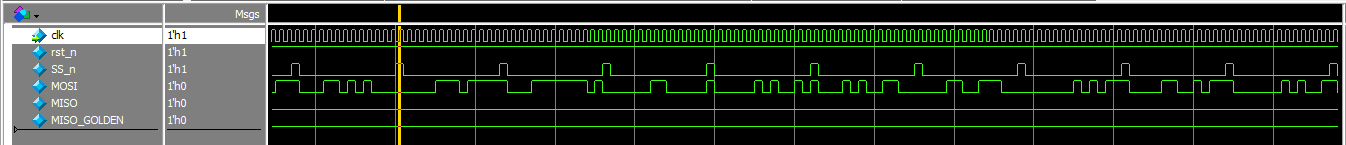 Msgs
clk 1'h1
rst_n 1'h1
SS_n 1'h1
MOSI 1'h0
MISO 1'h0
MISO_GOLDEN 1'h0